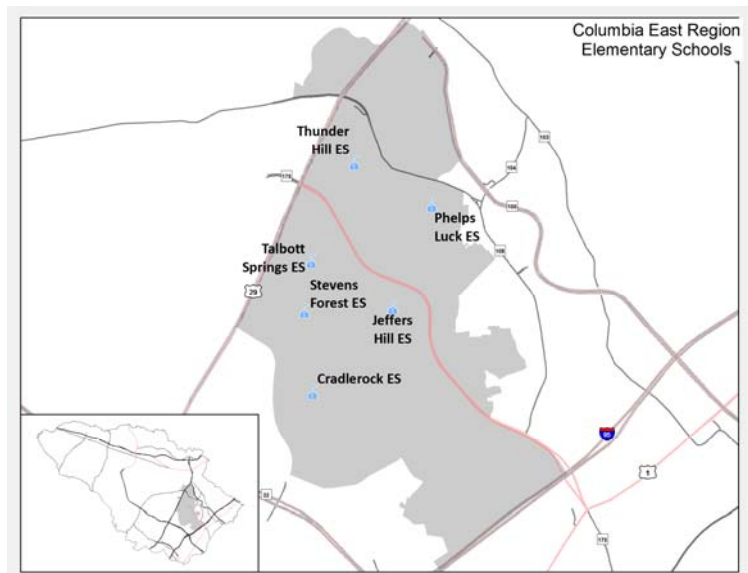 Columbia East Region
Elementary Schools
Thunder
Hill ES
Phelps
Luck ES
Talbott
Springs ES
Stevens
Forest ES
Jeffers
Hill ES
Cradlerock ES
175
103
104
100
108
29
95
1
32
175